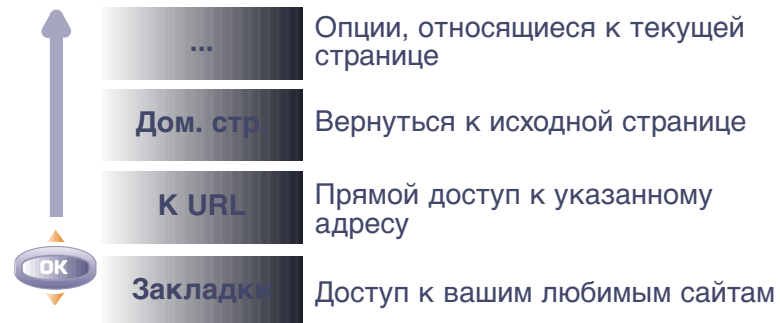 ...
Опции, относящиеся к текущей
странице
Дом. стр.
Вернуться к исходной странице
К URL
Прямой доступ к указанному
адресу
OK
Закладки
Доступ к вашим любимым сайтам